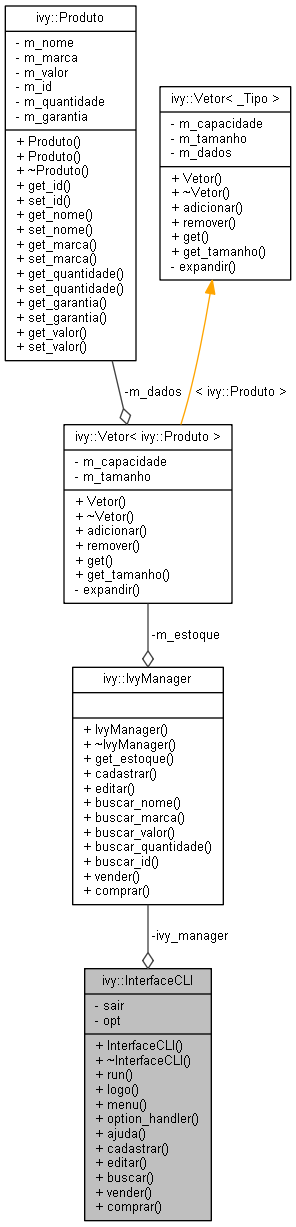 ivy::Produto
- m_nome
- m_marca
- m_valor
- m_id
- m_quantidade
- m_garantia
+ Produto()
+ Produto()
+ ~Produto()
+ get_id()
+ set_id()
+ get_nome()
+ set_nome()
+ get_marca()
+ set_marca()
+ get_quantidade()
+ set_quantidade()
+ get_garantia()
+ set_garantia()
+ get_valor()
+ set_valor()
ivy::Vetor< _Tipo >
- m_capacidade
- m_tamanho
- m_dados
+ Vetor()
+ ~Vetor()
+ adicionar()
+ remover()
+ get()
+ get_tamanho()
- expandir()
-m_dados
< ivy::Produto >
ivy::Vetor< ivy::Produto >
- m_capacidade
- m_tamanho
+ Vetor()
+ ~Vetor()
+ adicionar()
+ remover()
+ get()
+ get_tamanho()
- expandir()
-m_estoque
ivy::IvyManager
+ IvyManager()
+ ~IvyManager()
+ get_estoque()
+ cadastrar()
+ editar()
+ buscar_nome()
+ buscar_marca()
+ buscar_valor()
+ buscar_quantidade()
+ buscar_id()
+ vender()
+ comprar()
-ivy_manager
ivy::InterfaceCLI
- sair
- opt
+ InterfaceCLI()
+ ~InterfaceCLI()
+ run()
+ logo()
+ menu()
+ option_handler()
+ ajuda()
+ cadastrar()
+ editar()
+ buscar()
+ vender()
+ comprar()